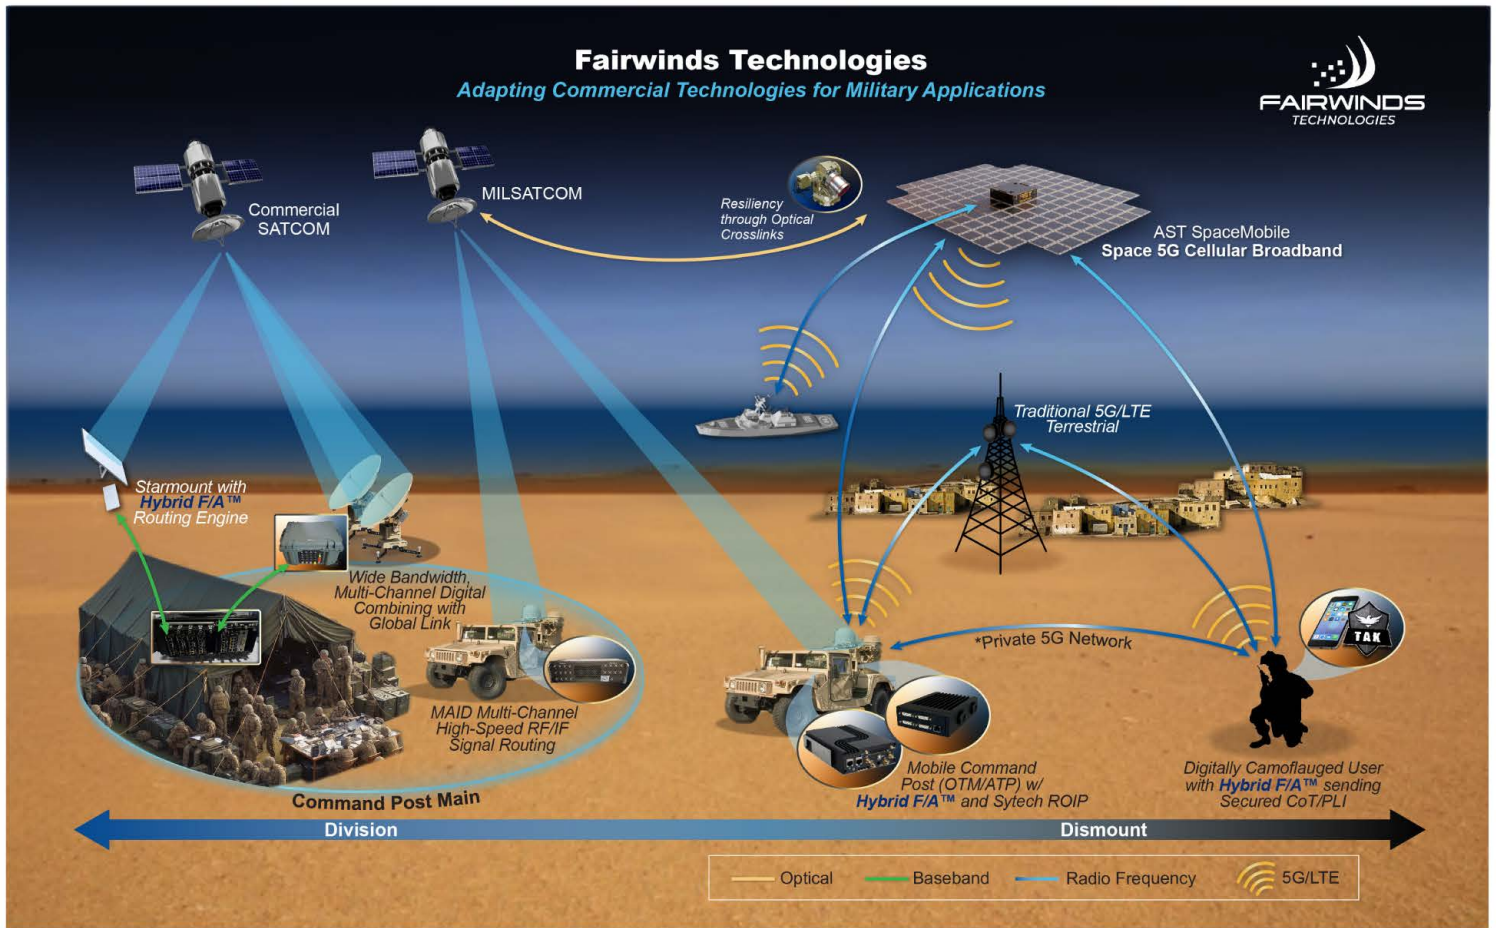 Fairwinds Technologies
Adapting Commercial Technologies for Military Applications
FAIRWINDS
TECHNOLOGIES
Commercial
SATCOM
MILSATCOM
Resiliency
through Optical
Crosslinks
AST SpaceMobile
Space 5G Cellular Broadband
Traditional 5G/LTE
Terrestrial
Starmount with
Hybrid F/A™
Routing Engine
Wide Bandwidth,
Multi-Channel Digital
Combining with
Global Link
MAID Multi-Channel
High-Speed RF/IF
Signal Routing
Command Post Main
*Private 5G Network
TAK
Mobile Command
Post (OTM/ATP) w/
Hybrid F/A™ and Sytech ROIP
Digitally Camoflauged User
with Hybrid F/A™ sending
Secured CoT/PLI
Division
Dismount
Optical
Baseband
Radio Frequency
5G/LTE